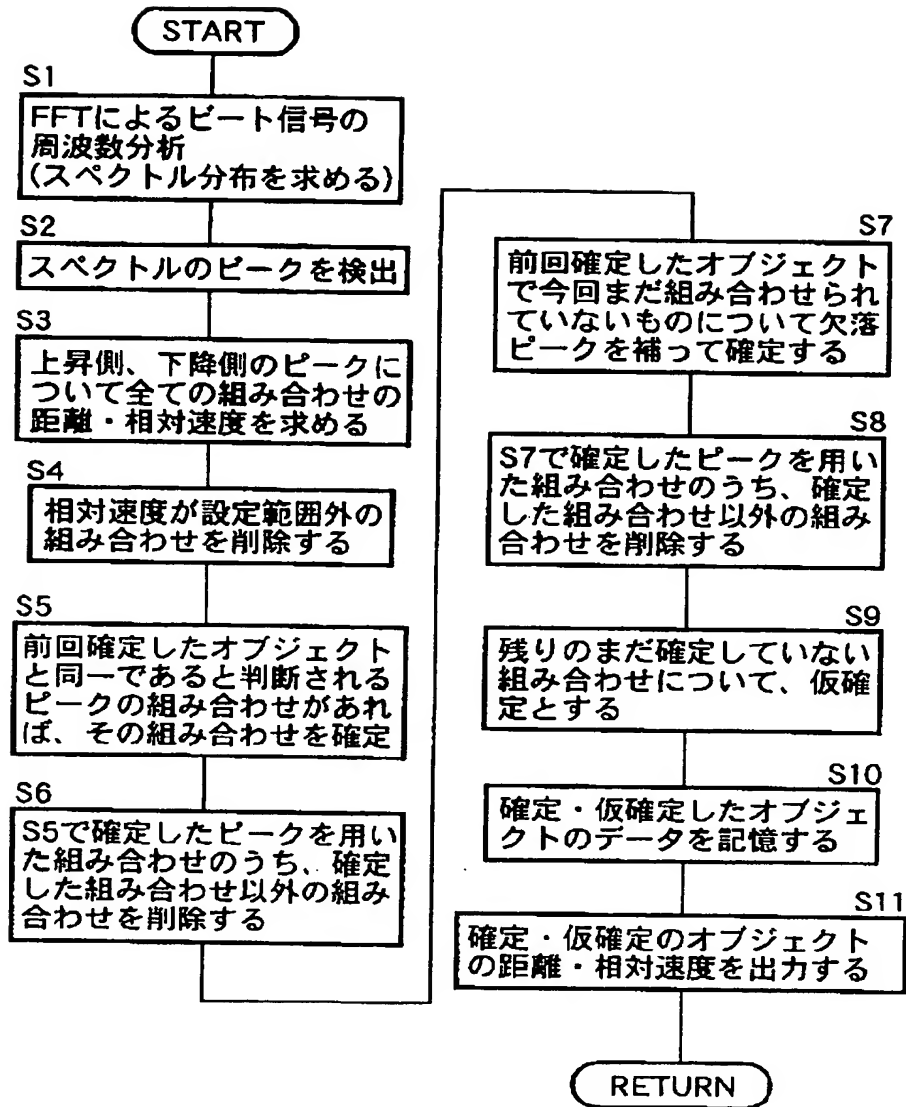 START
S1
FFTによるビート信号の
周波数分析
(スペクトル分布を求める)
S2
スペクトルのピークを検出
S3
上昇側、下降側のピークに
ついて全ての組み合わせの
距離・相対速度を求める
S4
相対速度が設定範囲外の
組み合わせを削除する
S5
前回確定したオブジェクト
と同一であると判断される
ピークの組み合わせがあれ
ば、その組み合わせを確定
S6
S5で確定したピークを用い
た組み合わせのうち、確定
した組み合わせ以外の組み
合わせを削除する
S7
前回確定したオブジェクト
で今回まだ組み合わせられ
ていないものについて欠落
ピークを補って確定する
S8
S7で確定したピークを用い
た組み合わせのうち、確定
した組み合わせ以外の組み
合わせを削除する
S9
残りのまだ確定していない
組み合わせについて、仮確
定とする
S10
確定・仮確定したオブジェ
クトのデータを記憶する
S11
確定・仮確定のオブジェクト
の距離・相対速度を出力する
RETURN